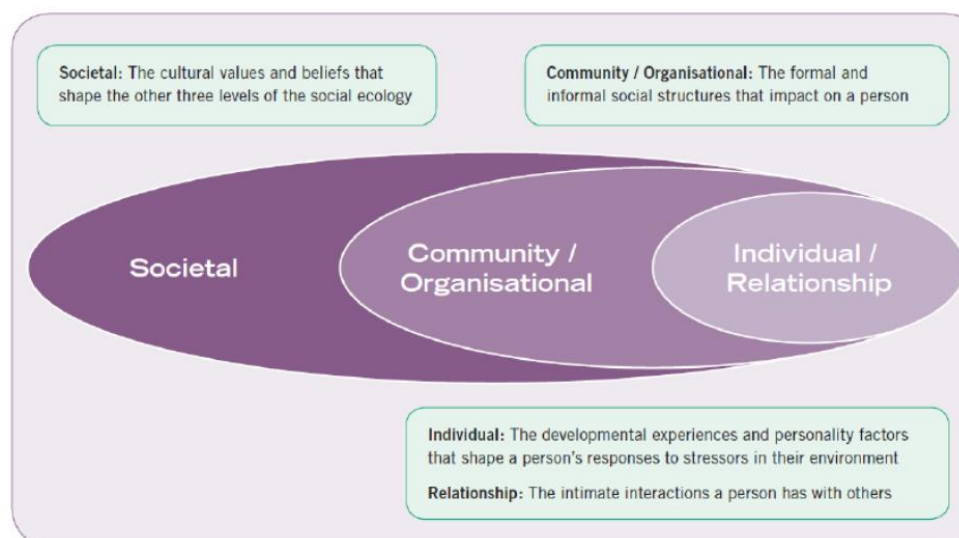 Societal: The cultural values and beliefs that
shape the other three levels of the social ecology
Community / Organisational: The formal and
informal social structures that impact on a person
Societal
Community /
Organisational
Individual /
Relationship
Individual: The developmental experiences and personality factors
that shape a person's responses to stressors in their environment
Relationship: The intimate interactions a person has with others